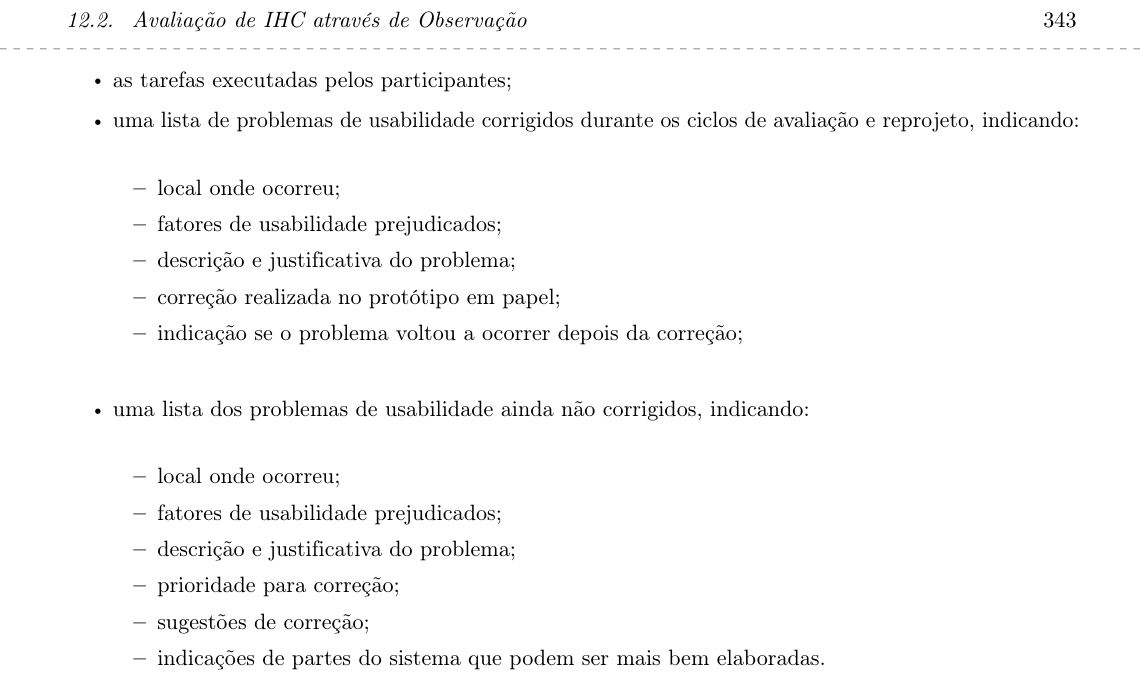 12.2. Avaliação de IHC através de Observação 343
• as tarefas executadas pelos participantes;
• uma lista de problemas de usabilidade corrigidos durante os ciclos de avaliação e reprojeto, indicando:
– local onde ocorreu;
– fatores de usabilidade prejudicados;
– descrição e justificativa do problema;
– correção realizada no protótipo em papel;
– indicação se o problema voltou a ocorrer depois da correção;
• uma lista dos problemas de usabilidade ainda não corrigidos, indicando:
– local onde ocorreu;
– fatores de usabilidade prejudicados;
– descrição e justificativa do problema;
– prioridade para correção;
– sugestões de correção;
– indicações de partes do sistema que podem ser mais bem elaboradas.